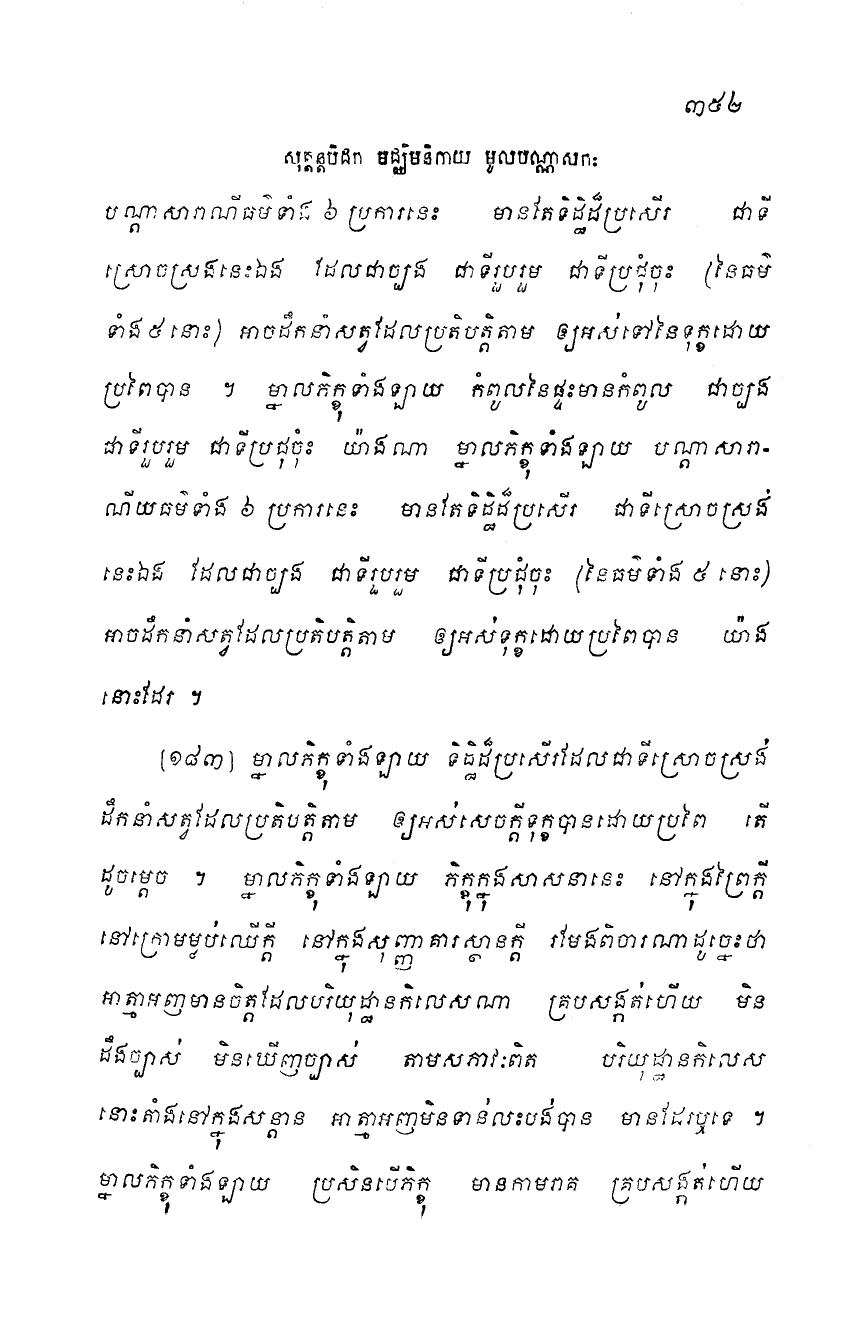 ៣៥២
សុត្តន្តបិដក មជ្ឈិមនិកាយ មូលបណ្ណាសកៈ
បណ្តាសារាណីធម៌ទាំង ៦ ប្រការនេះ មានតែទិដ្ឋិដ៏ប្រសើរ ជាទី
ស្រោចស្រង់នេះឯង ដែលជាច្បង ជាទីរួបរួម ជាទីប្រជុំចុះ (នៃធម៌
ទាំង ៥ នោះ) អាចដឹកនាំសត្វដែលប្រតិបត្តិតាម ឲ្យអស់ទៅនៃទុក្ខដោយ
ប្រពៃបាន ។ ម្នាលភិក្ខុទាំងឡាយ កំពូលនៃផ្ទះមានកំពូល ជាច្បង
ជាទីរួបរួម ជាទីប្រជុំចុះ យ៉ាងណា ម្នាលភិក្ខុទាំងឡាយ បណ្តាសារា-
ណីយធម៌ទាំង ៦ ប្រការនេះ មានតែទិដ្ឋិដ៏ប្រសើរ ជាទីស្រោចស្រង់
នេះឯង ដែលជាច្បង ជាទីរួបរួម ជាទីប្រជុំចុះ (នៃធម៌ទាំង ៥ នោះ)
អាចដឹកនាំសត្វដែលប្រតិបត្តិតាម ឲ្យអស់ទុក្ខដោយប្រពៃបាន យ៉ាង
នោះដែរ ។
[១៨៣] ម្នាលភិក្ខុទាំងឡាយ ទិដ្ឋិដ៏ប្រសើរដែលជាទីស្រោចស្រង់
ដឹកនាំសត្វដែលប្រតិបត្តិតាម ឲ្យអស់សេចក្តីទុក្ខបានដោយប្រពៃ តើ
ដូចម្តេច ។ ម្នាលភិក្ខុទាំងឡាយ ភិក្ខុក្នុងសាសនានេះ នៅក្នុងព្រៃក្តី
នៅក្រោមម្លប់ឈើក្តី នៅក្នុងសុញ្ញាគារស្ថានក្តី រមែងពិចារណាដូច្នេះថា
អាត្មាអញមានចិត្តដែលបរិយុដ្ឋានកិលេសណា គ្របសង្កត់ហើយ មិន
ដឹងច្បាស់ មិនឃើញច្បាស់ តាមសភាវៈពិត បរិយុដ្ឋានកិលេស
នោះតាំងនៅក្នុងសន្តាន អាត្មាអញមិនទាន់លះបង់បាន មានដែរឬទេ ។
ម្នាលភិក្ខុទាំងឡាយ ប្រសិនបើភិក្ខុ មានកាមរាគ គ្របសង្កត់ហើយ